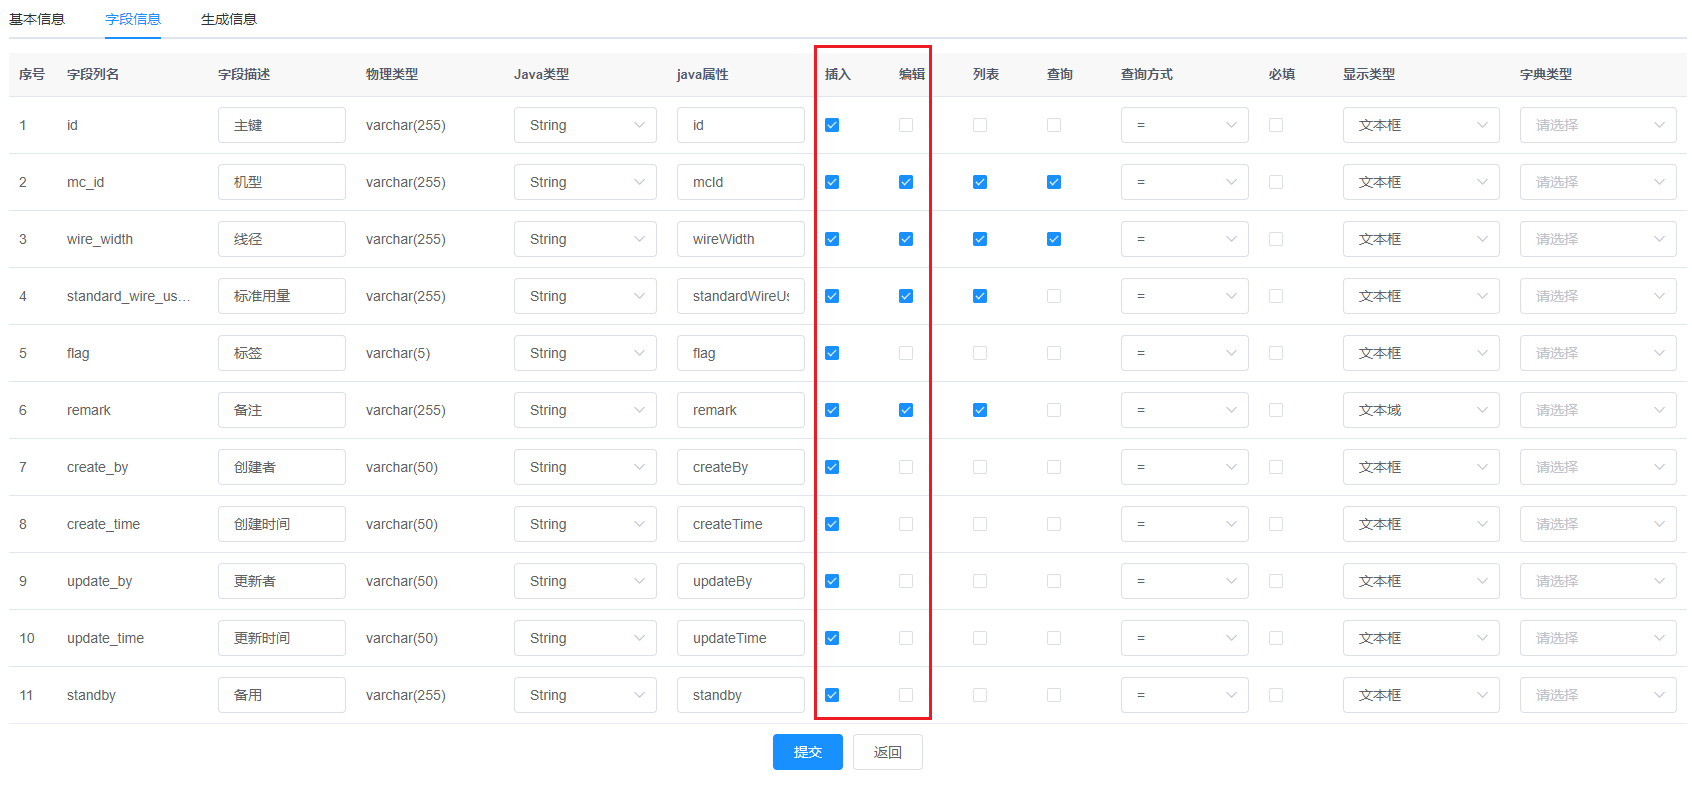 基本信息 字段信息 生成信息
序号 字段列名 字段描述 物理类型 Java类型 java属性 插入 编辑 列表 查询 查询方式 必填 显示类型 字典类型
1 id 主键 varchar(255) String id = 文本框 请选择
2 mc_id 机型 varchar(255) String mcId = 文本框 请选择
3 wire_width 线径 varchar(255) String wireWidth = 文本框 请选择
4 standard_wire_us... 标准用量 varchar(255) String standardWireUs = 文本框 请选择
5 flag 标签 varchar(5) String flag = 文本框 请选择
6 remark 备注 varchar(255) String remark = 文本域 请选择
7 create_by 创建者 varchar(50) String createBy = 文本框 请选择
8 create_time 创建时间 varchar(50) String createTime = 文本框 请选择
9 update_by 更新者 varchar(50) String updateBy = 文本框 请选择
10 update_time 更新时间 varchar(50) String updateTime = 文本框 请选择
11 standby 备用 varchar(255) String standby = 文本框 请选择
提交 返回